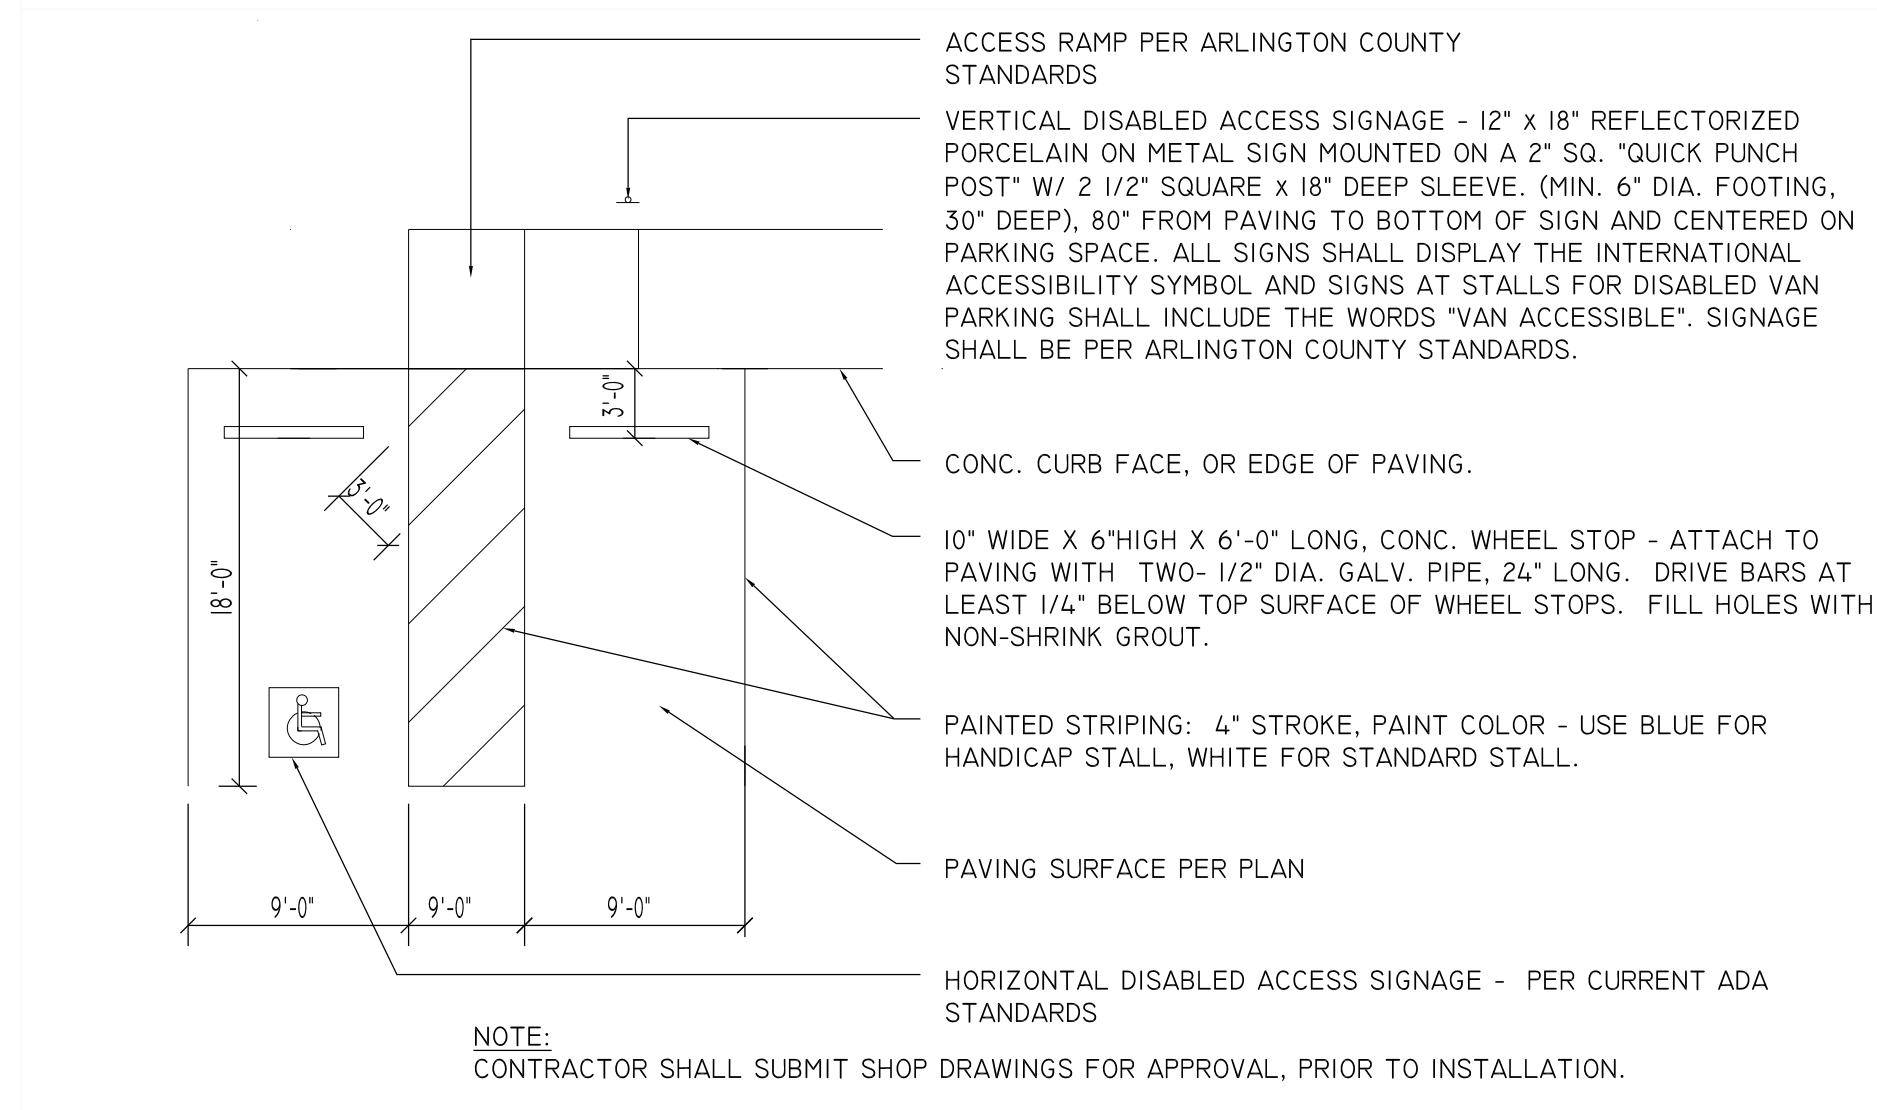 ACCESS RAMP PER ARLINGTON COUNTY
STANDARDS
VERTICAL DISABLED ACCESS SIGNAGE - 12" X 18" REFLECTORIZED
PORCELAIN ON METAL SIGN MOUNTED ON A 2" SQ. "QUICK PUNCH
POST" W/ 2 1/2" SQUARE X 18" DEEP SLEEVE. (MIN. 6" DIA. FOOTING,
30" DEEP), 80" FROM PAVING TO BOTTOM OF SIGN AND CENTERED ON
PARKING SPACE. ALL SIGNS SHALL DISPLAY THE INTERNATIONAL
ACCESSIBILITY SYMBOL AND SIGNS AT STALLS FOR DISABLED VAN
PARKING SHALL INCLUDE THE WORDS "VAN ACCESSIBLE". SIGNAGE
SHALL BE PER ARLINGTON COUNTY STANDARDS.
3'-0"
CONC. CURB FACE, OR EDGE OF PAVING.
3'-0"
10" WIDE X 6"HIGH X 6'-0" LONG, CONC. WHEEL STOP - ATTACH TO
PAVING WITH TWO- 1/2" DIA. GALV. PIPE, 24" LONG. DRIVE BARS AT
LEAST 1/4" BELOW TOP SURFACE OF WHEEL STOPS. FILL HOLES WITH
NON-SHRINK GROUT.
18'-0"
PAINTED STRIPING: 4" STROKE, PAINT COLOR - USE BLUE FOR
HANDICAP STALL, WHITE FOR STANDARD STALL.
PAVING SURFACE PER PLAN
9'-0" 9'-0" 9'-0"
HORIZONTAL DISABLED ACCESS SIGNAGE - PER CURRENT ADA
STANDARDS
NOTE:
CONTRACTOR SHALL SUBMIT SHOP DRAWINGS FOR APPROVAL, PRIOR TO INSTALLATION.